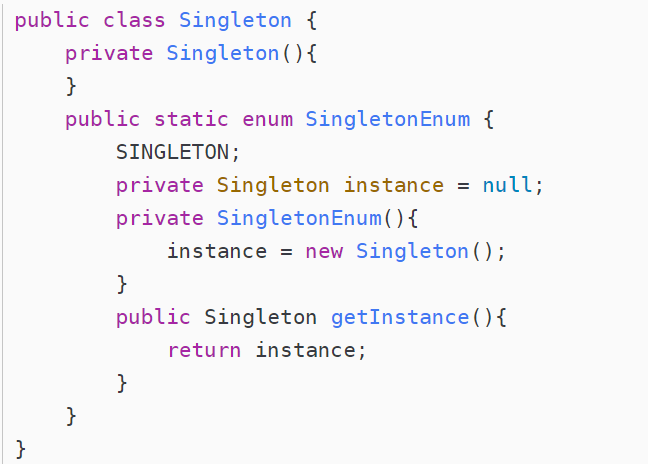 public class Singleton {
    private Singleton(){
    }
    public static enum SingletonEnum {
        SINGLETON;
        private Singleton instance = null;
        private SingletonEnum(){
            instance = new Singleton();
        }
        public Singleton getInstance(){
            return instance;
        }
    }
}